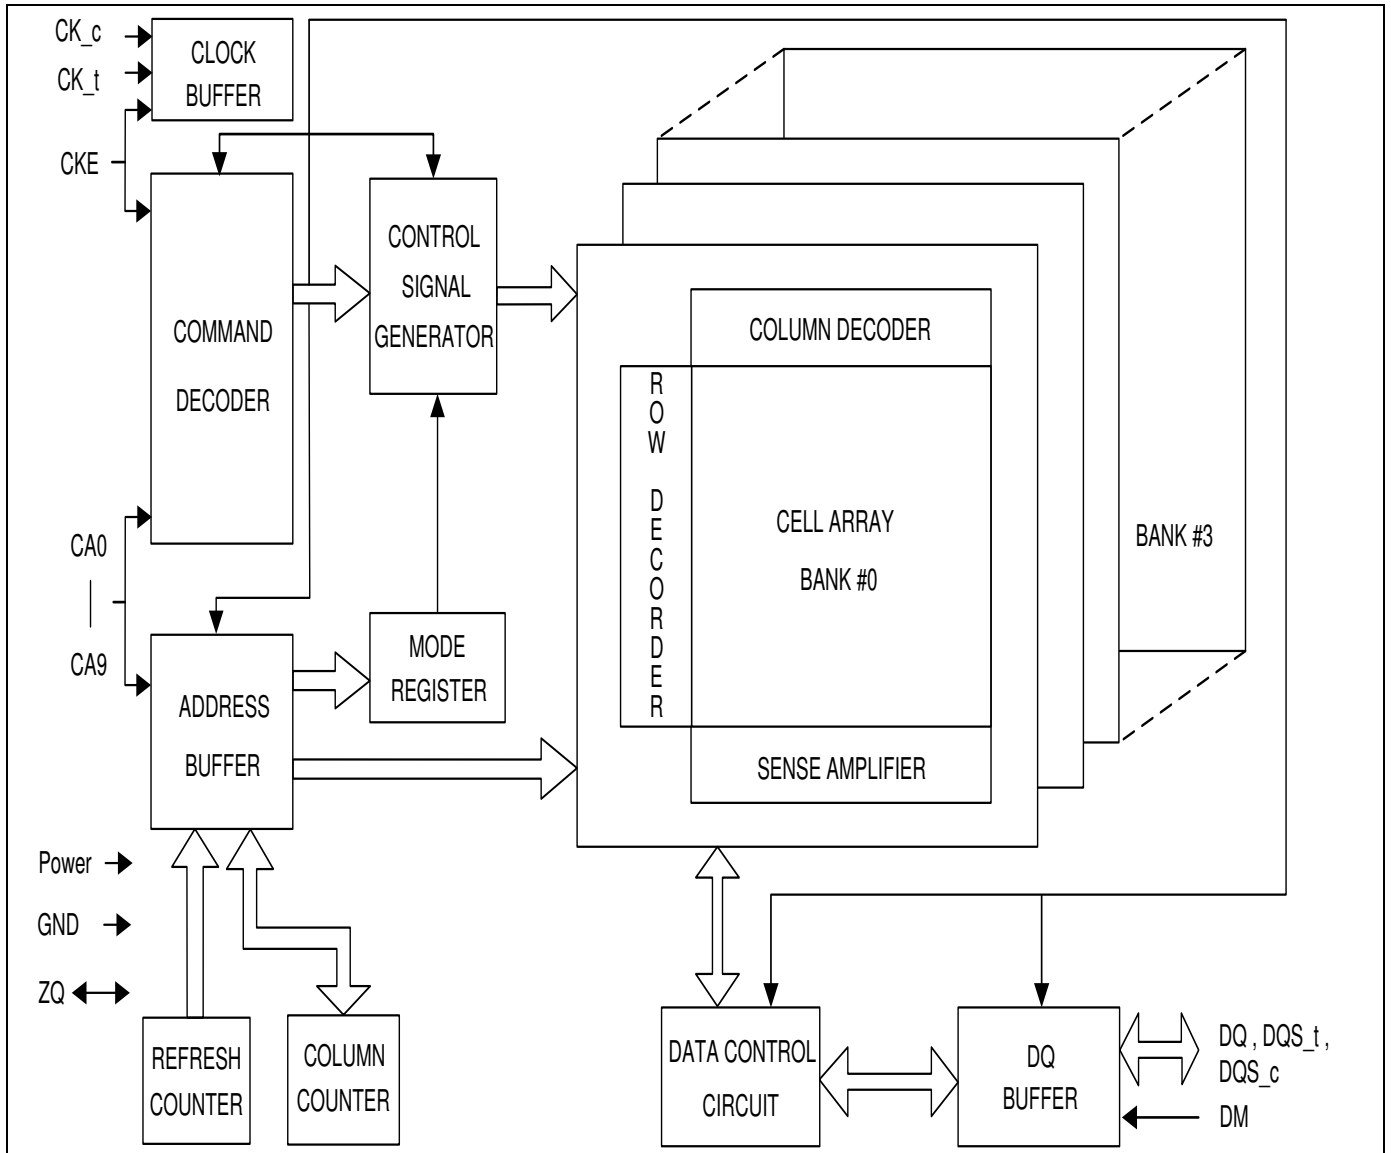 CK_c
CK_t
CKE
CLOCK
BUFFER
COMMAND
DECODER
CONTROL
SIGNAL
GENERATOR
CA0
CA9
ADDRESS
BUFFER
MODE
REGISTER
COLUMN DECODER
ROW DECORDER
CELL ARRAY
BANK #0
SENSE AMPLIFIER
BANK #3
Power
GND
ZQ
REFRESH
COUNTER
COLUMN
COUNTER
DATA CONTROL
CIRCUIT
DQ
BUFFER
DQ , DQS_t ,
DQS_c
DM